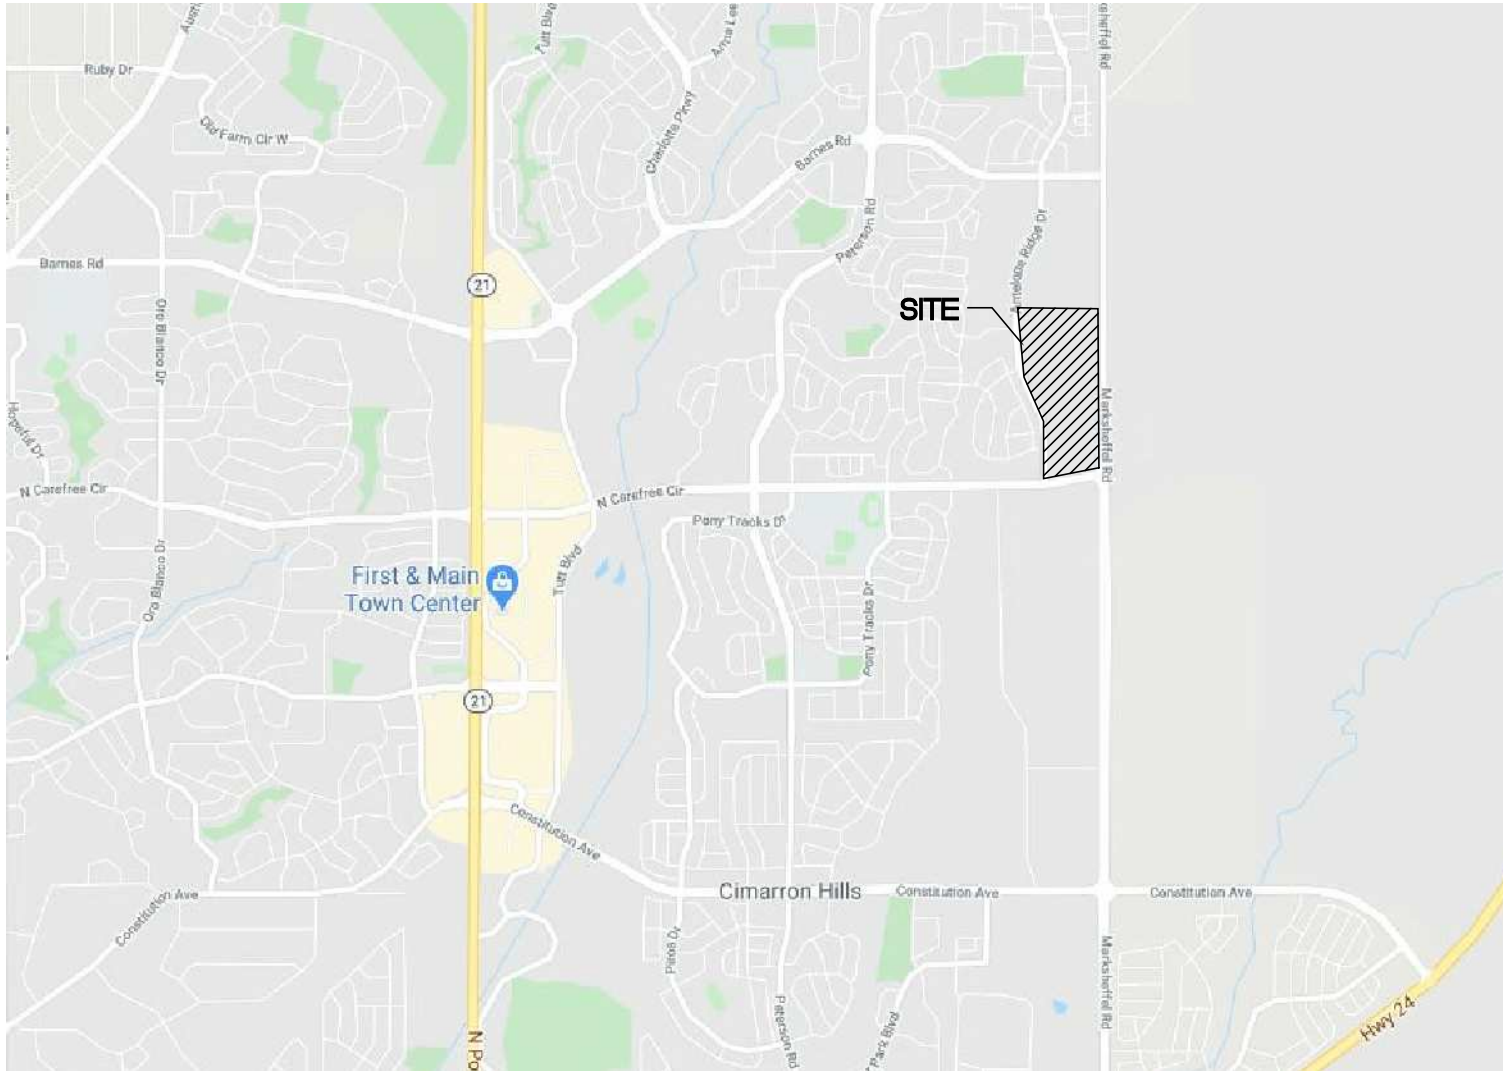 Tutt Blvd
Ruby Dr
Old Farm Cir W
Charlotte Pkwy
Barnes Rd
Peterson Rd
Barnes Rd
21
Oro Blanco Dr
SITE
Marksheffel Rd
Hopeful Dr
N Carefree Cir
N Carefree Cir
Pony Tracks D
Oro Blanco Dr
Tutt Blvd
First & Main
Town Center
Pony Tracks Dr
21
Constitution Ave
Cimarron Hills
Constitution Ave
Constitution Ave
Constitution Ave
Marksheffel Rd
Peterson Rd
Park Blvd
N Po
Hwy 24